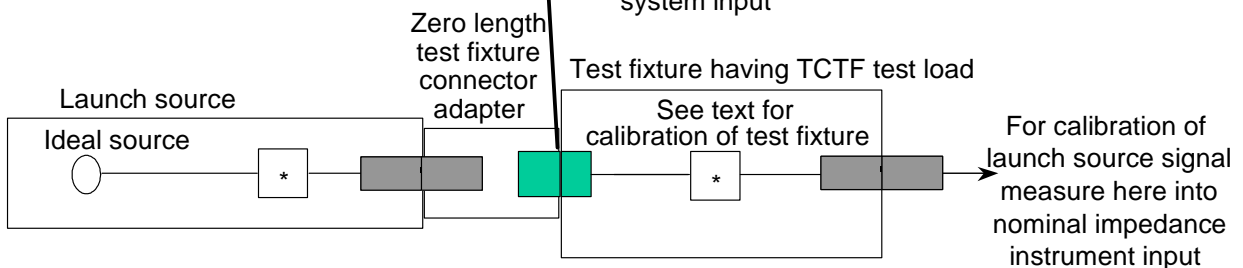 system input
Zero length
test fixture
connector
adapter
Test fixture having TCTF test load
Launch source
See text for
calibration of test fixture
Ideal source
*
*
For calibration of
launch source signal
measure here into
nominal impedance
instrument input